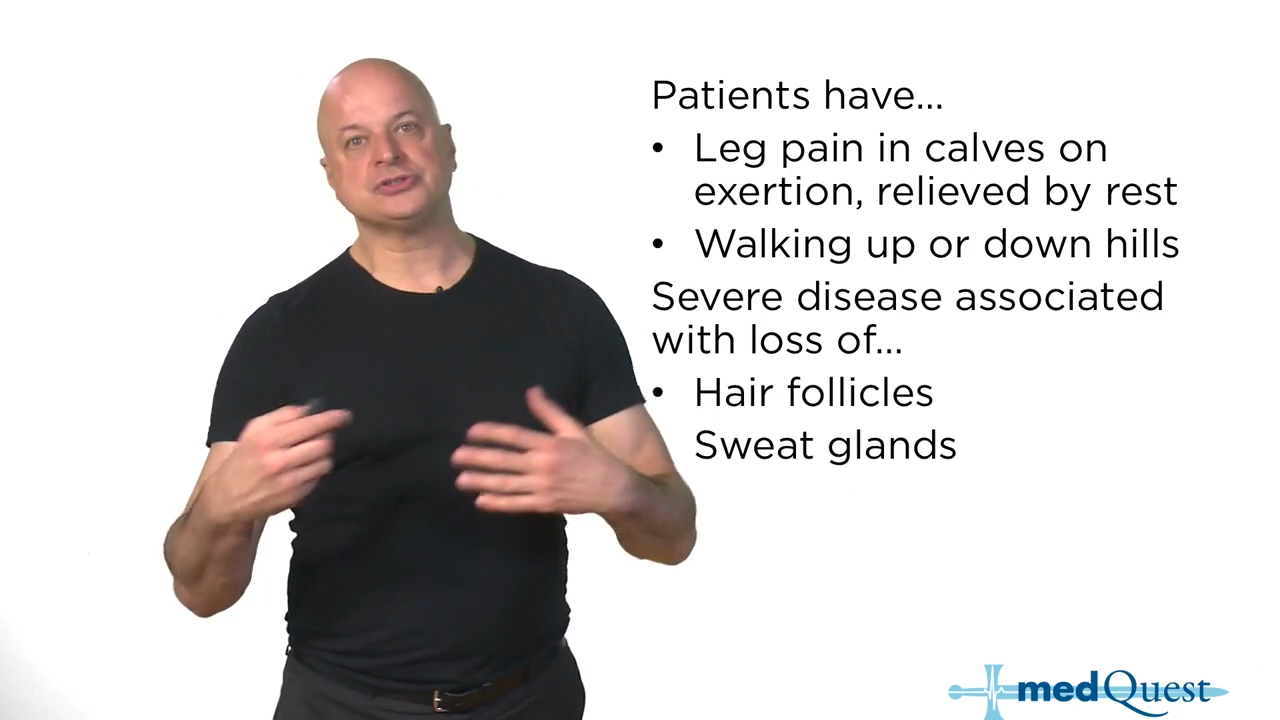 Patients have...
• Leg pain in calves on
exertion, relieved by rest
• Walking up or down hills
Severe disease associated
with loss of...
• Hair follicles
Sweat glands
medQuest